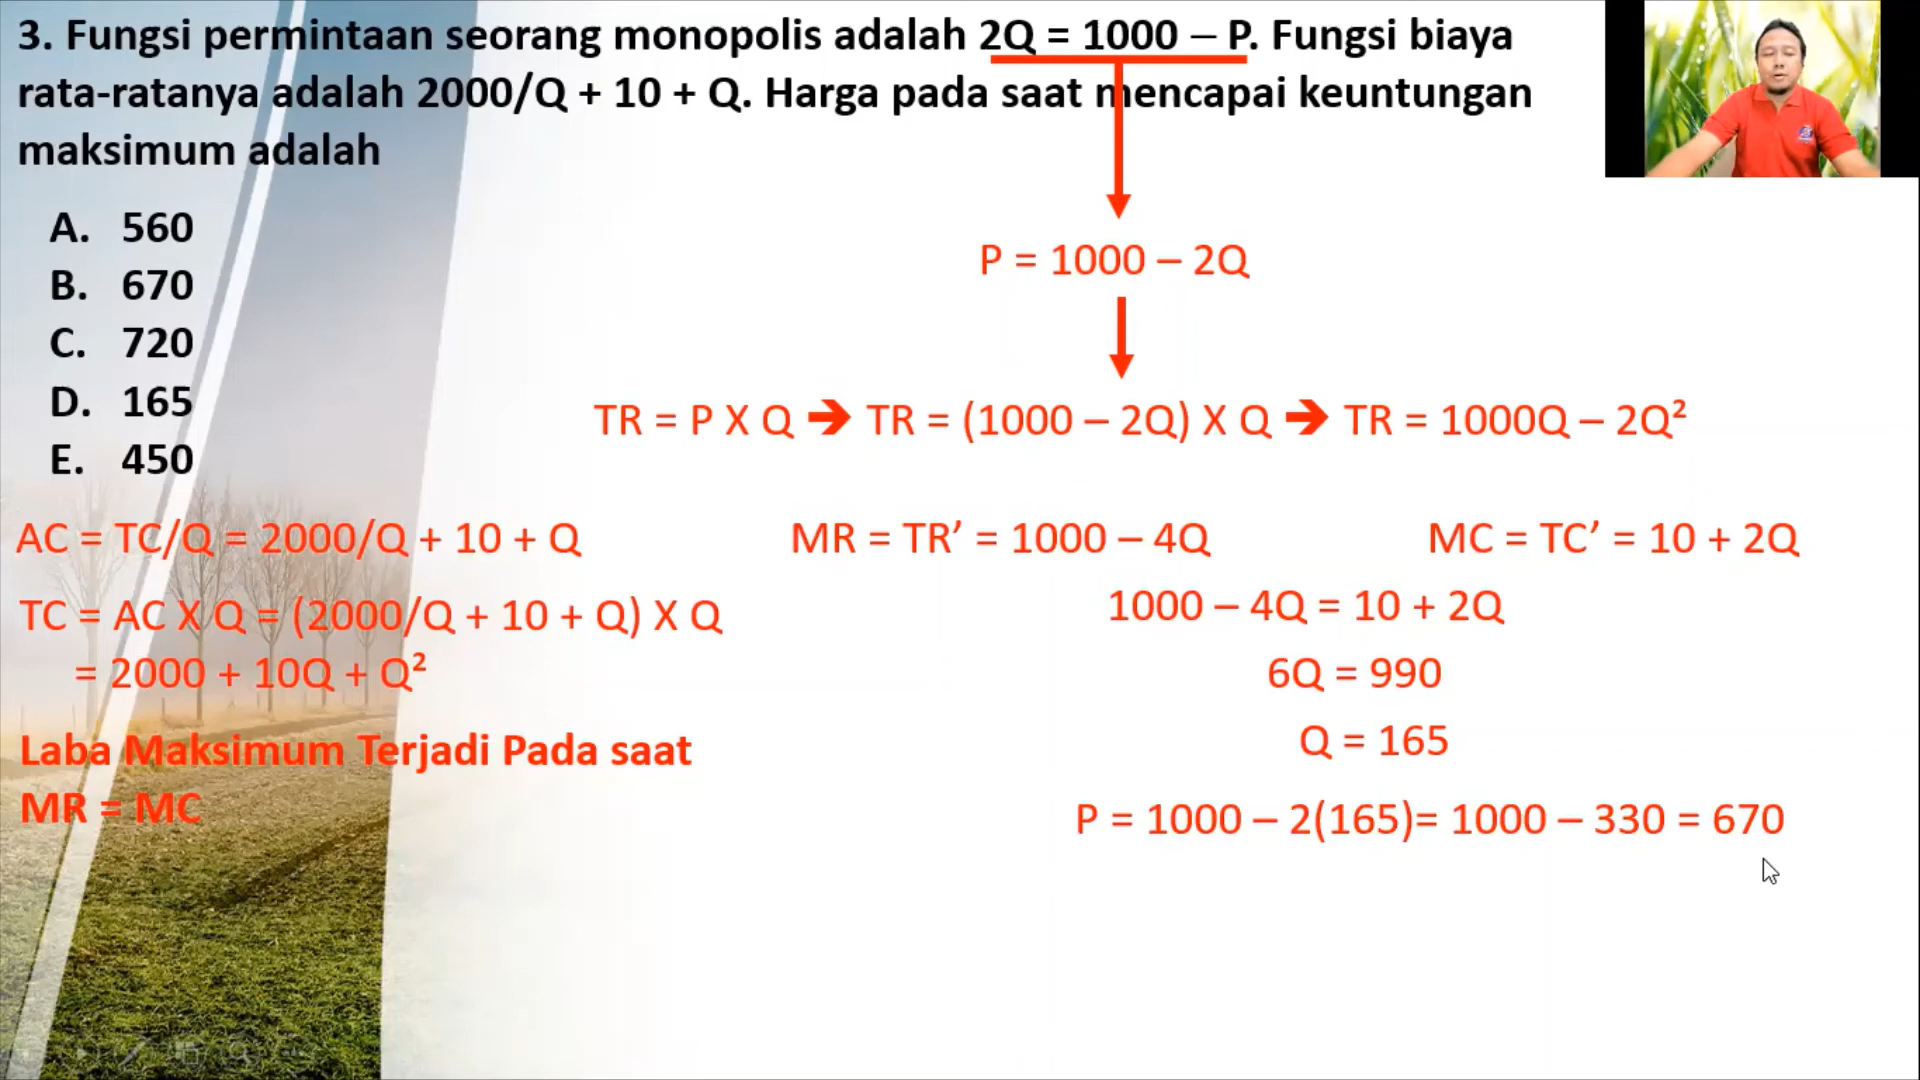 3. Fungsi permintaan seorang monopolis adalah 2Q = 1000 – P. Fungsi biaya
rata-ratanya adalah 2000/Q + 10 + Q. Harga pada saat mencapai keuntungan
maksimum adalah
A. 560
B. 670
C. 720
D. 165
E. 450
P = 1000 – 2Q
TR = P X Q ➔ TR = (1000 – 2Q) X Q ➔ TR = 1000Q – 2Q²
AC = TC/Q = 2000/Q + 10 + Q
TC = AC X Q = (2000/Q + 10 + Q) X Q
= 2000 + 10Q + Q²
Laba Maksimum Terjadi Pada saat
MR = MC
MR = TR’ = 1000 – 4Q
MC = TC’ = 10 + 2Q
1000 – 4Q = 10 + 2Q
6Q = 990
Q = 165
P = 1000 – 2(165)= 1000 – 330 = 670